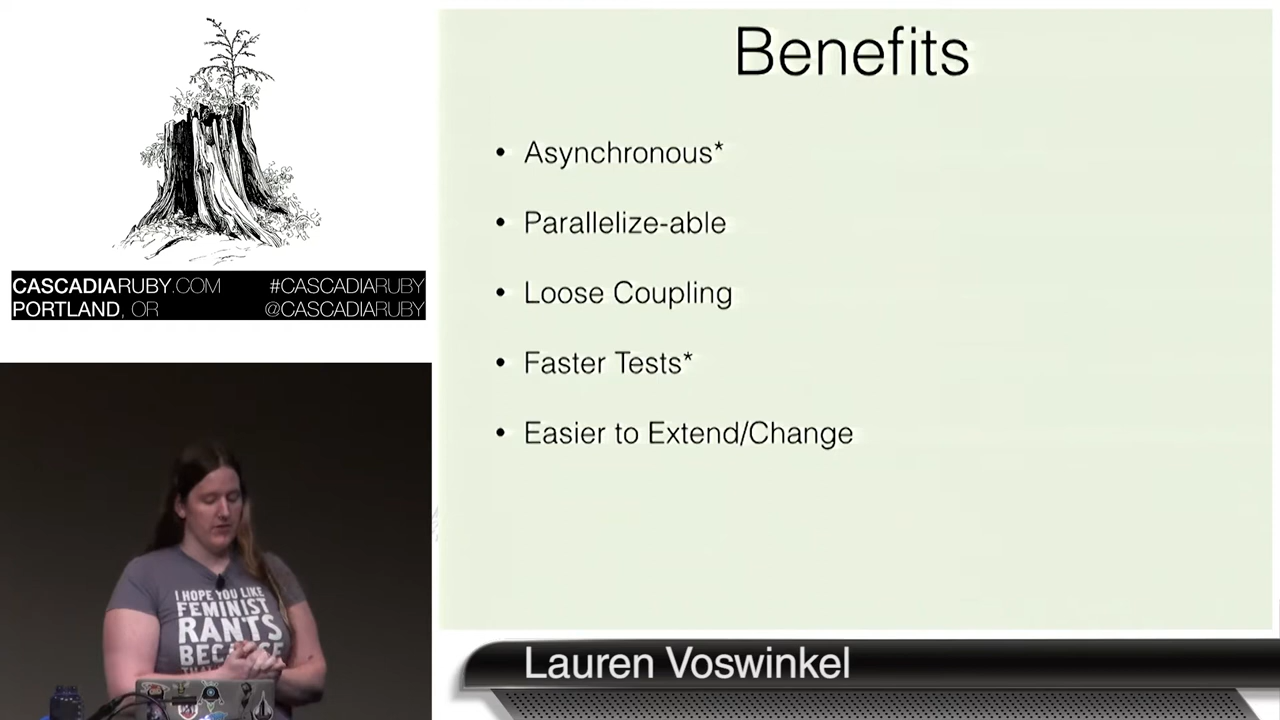 Benefits
• Asynchronous*
• Parallelize-able
• Loose Coupling
• Faster Tests*
• Easier to Extend/Change
CASCADIARUBY.COM #CASCADIARUBY
PORTLAND, OR @CASCADIARUBY
I HOPE YOU LIKE
FEMINIST
RANTS
BECAUSE
Lauren Voswinkel